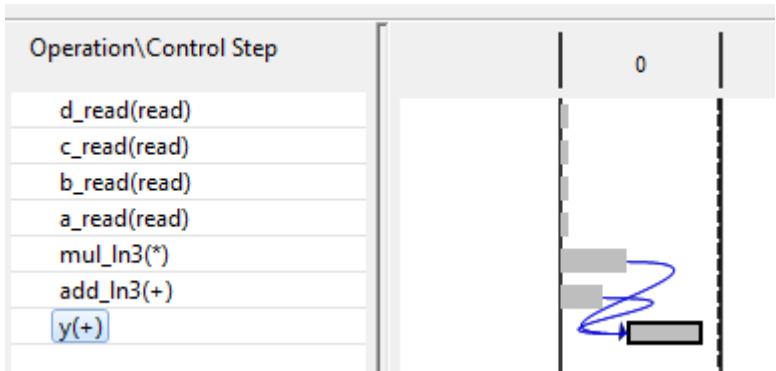 Operation\Control Step
0
d_read(read)
c_read(read)
b_read(read)
a_read(read)
mul_ln3(*)
add_ln3(+)
y(+)